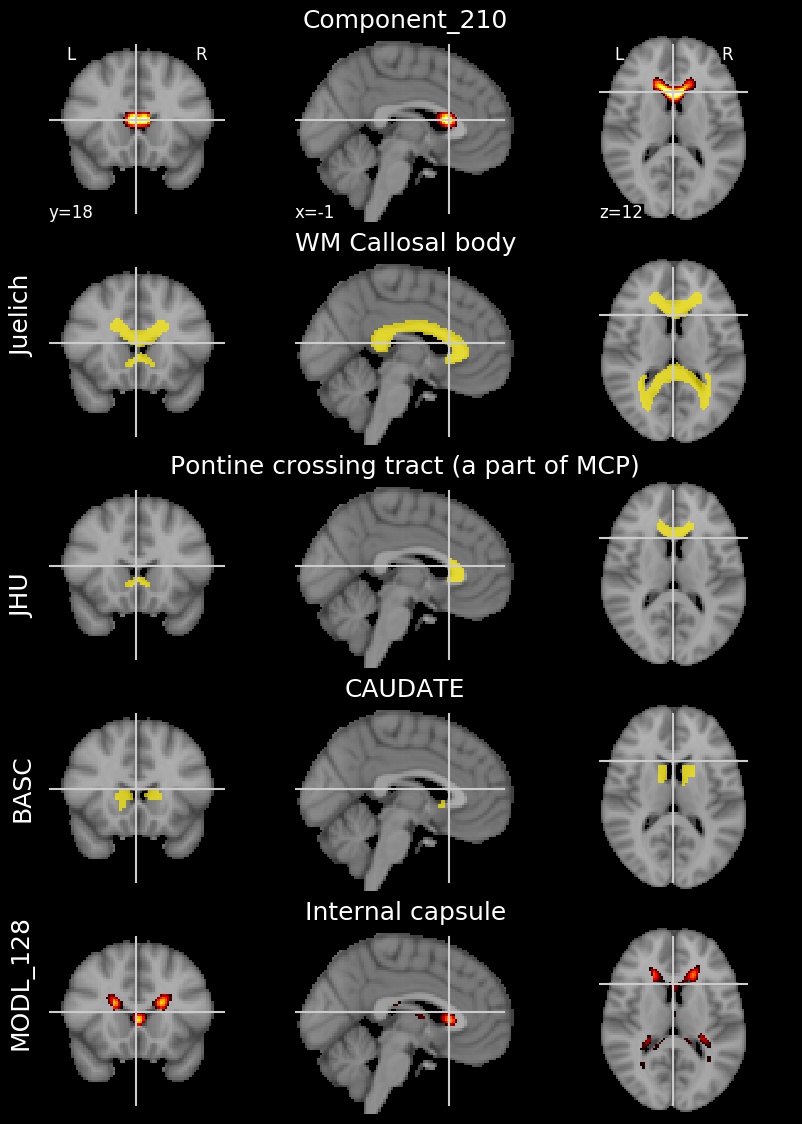 Component_210
L R L R
y=18 x=-1 z=12
WM Callosal body
Juelich
Pontine crossing tract (a part of MCP)
JHU
CAUDATE
BASC
Internal capsule
MODL_128